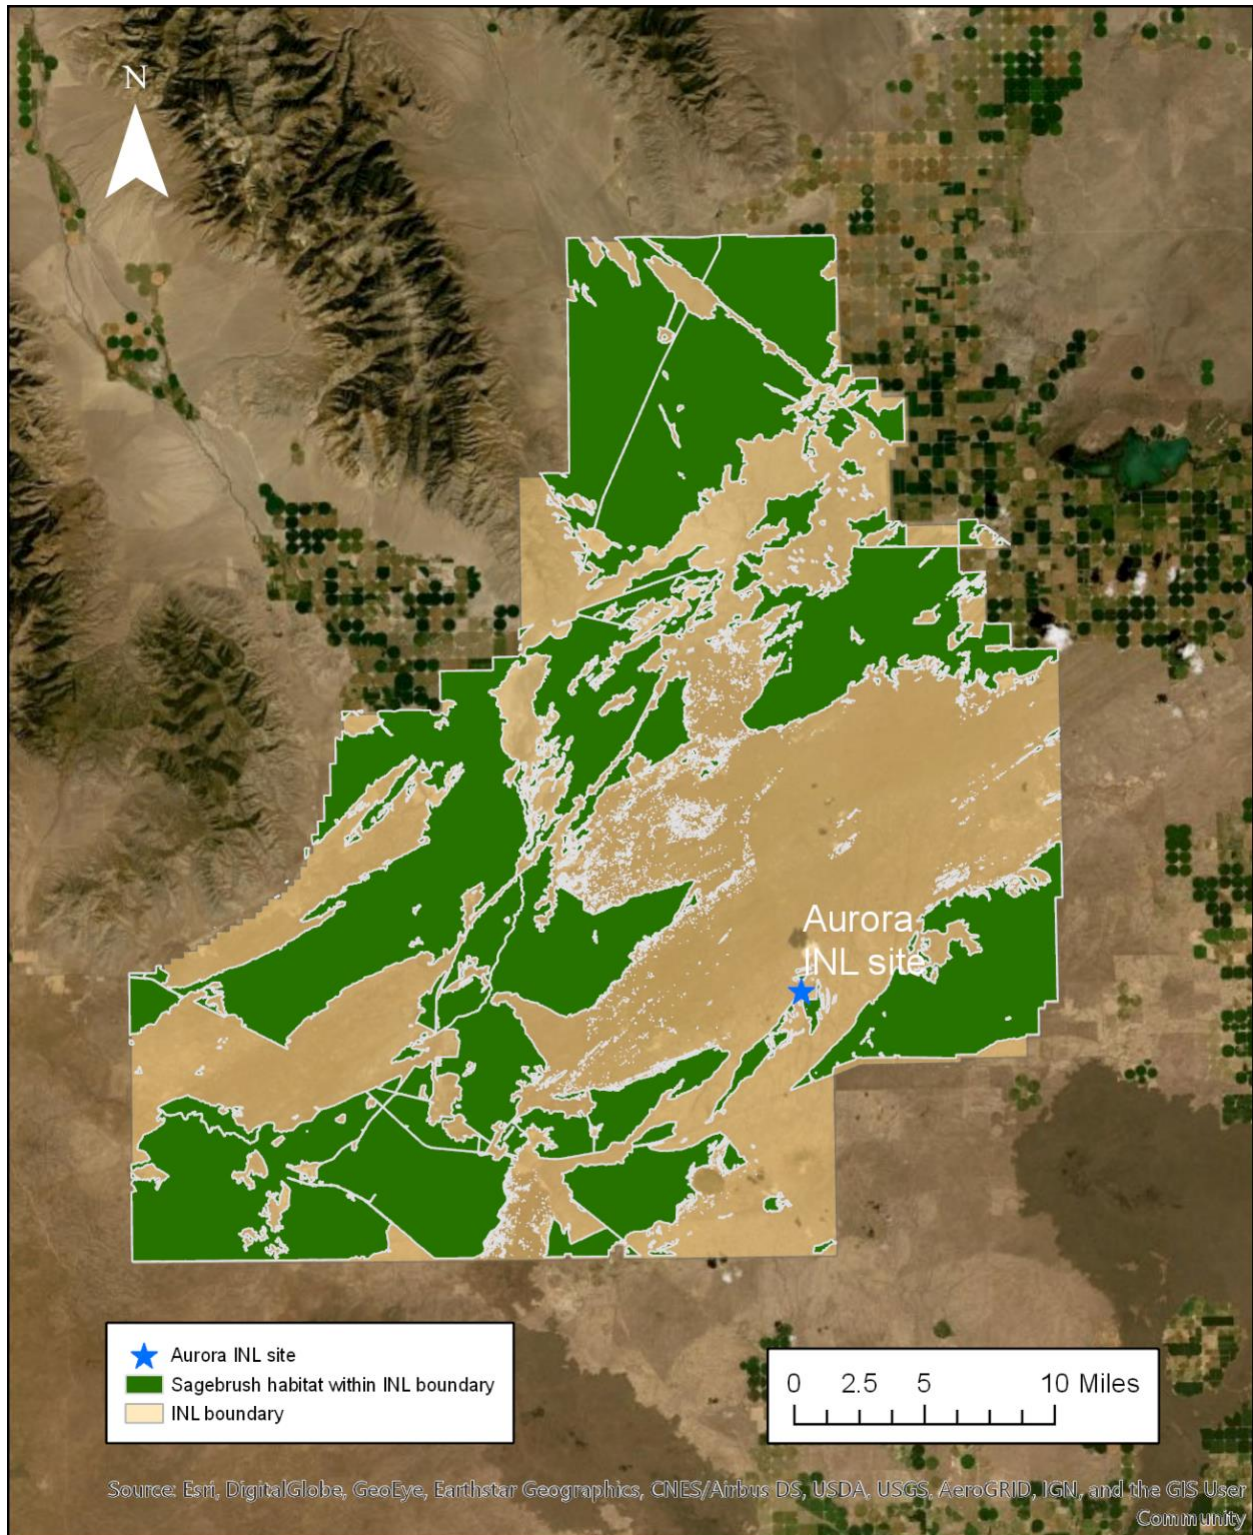 N
Aurora
INL site
Aurora INL site
Sagebrush habitat within INL boundary
INL boundary
0 2.5 5 10 Miles
Source: Esri, DigitalGlobe, GeoEye, Earthstar Geographics, CNES/Airbus DS, USDA, USGS, AeroGRID, IGN, and the GIS User
Community